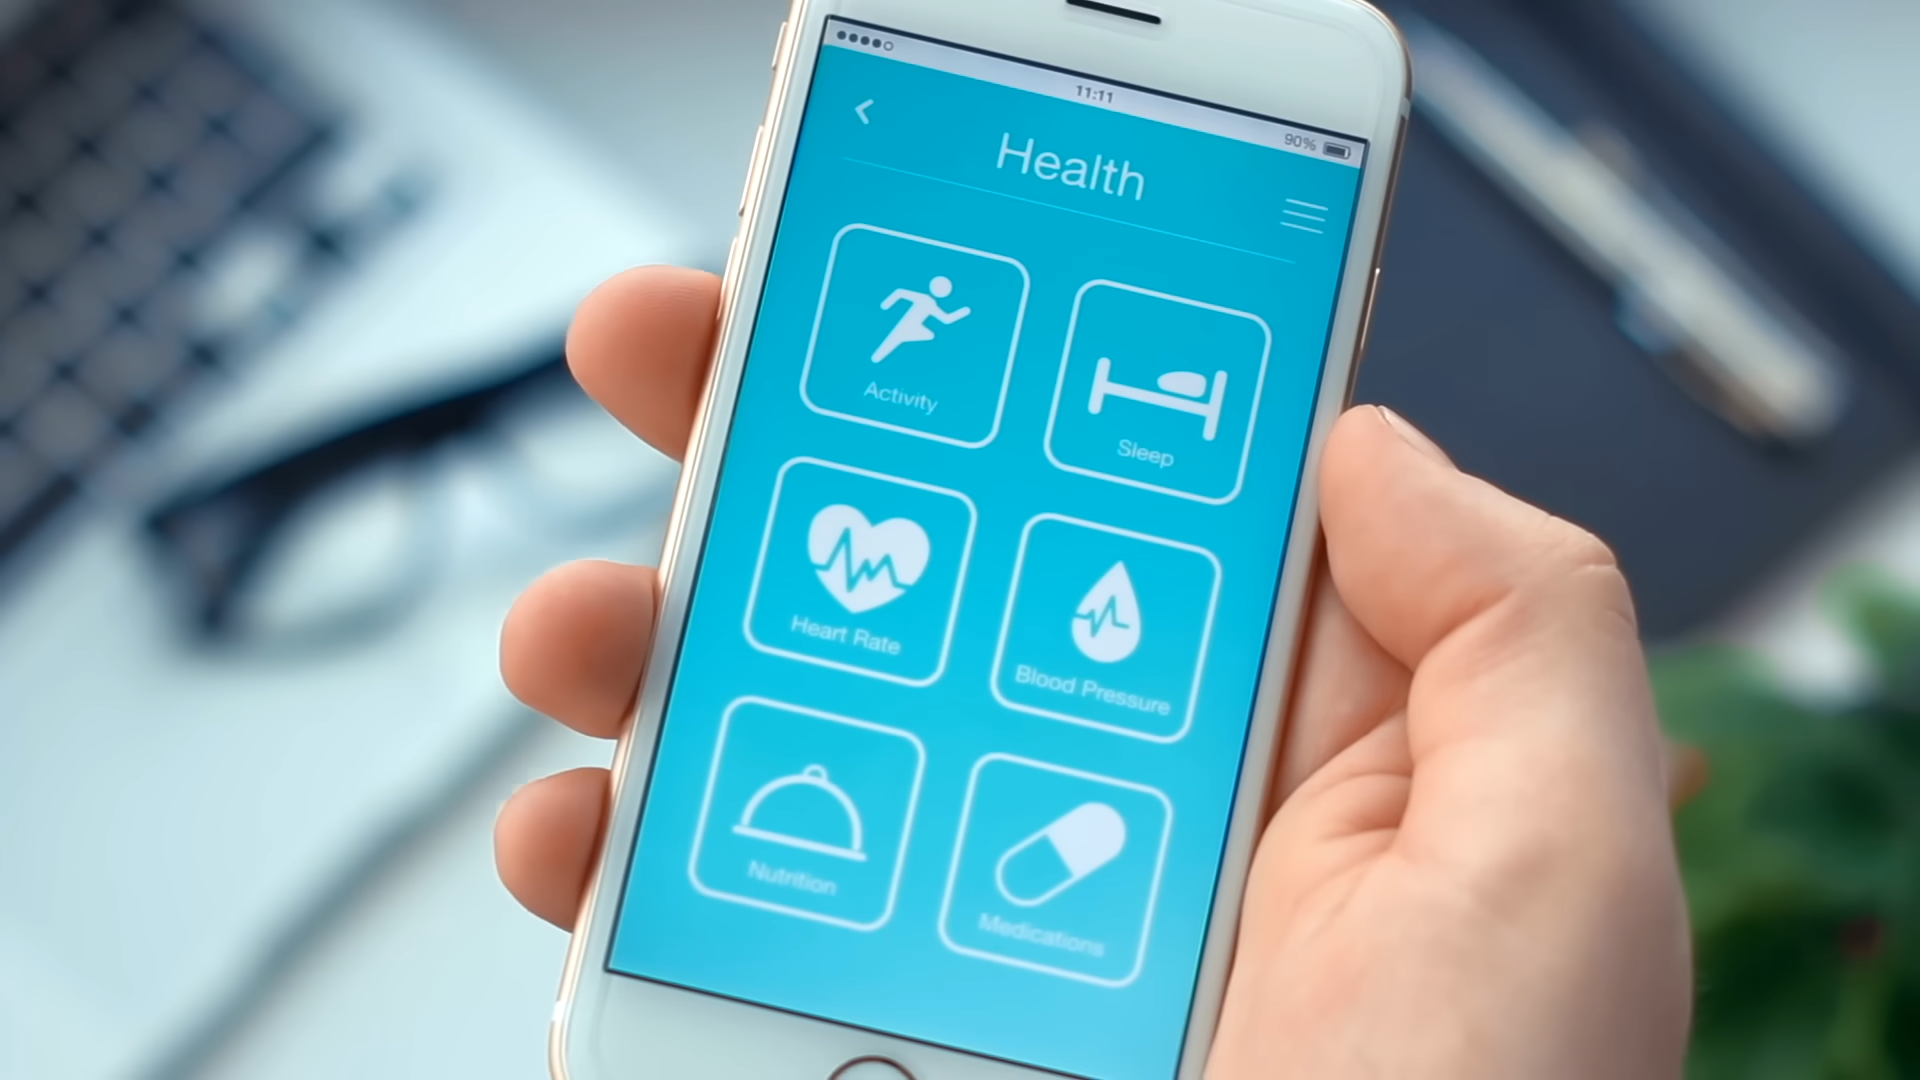 11:11
90%
Health
Activity
Sleep
Heart Rate
Blood Pressure
Nutrition
Medications